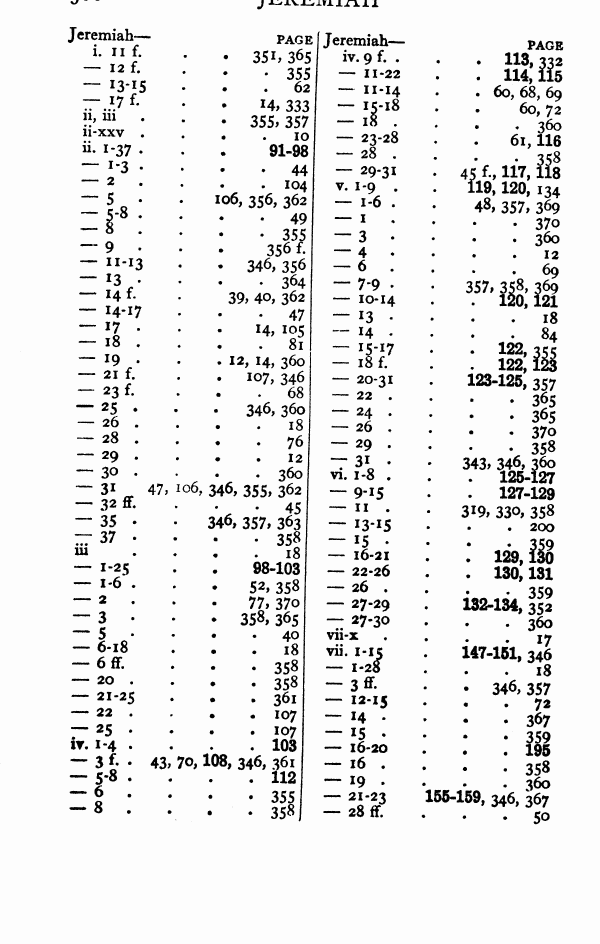 JEREMIAH
Jeremiah— PAGE
i. 11 f. . . 351, 365
— 12 f. . . . 355
— 13-15 . . . 62
— 17 f. . . 14, 333
ii, iii . . . 355, 357
ii-xxv . . . . 10
ii. 1-37 . . . 91-98
— 1-3 . . . . 44
— 2 . . . . 104
— 5 . . 106, 356, 362
— 5-8 . . . . 49
— 8 . . . . 355
— 9 . . . 356 f.
— 11-13 . . 346, 356
— 13 . . . . 364
— 14 f. . . 39, 40, 362
— 14-17 . . . 47
— 17 . . . 14, 105
— 18 . . . . 81
— 19 . . . 12, 14, 360
— 21 f. . . 107, 346
— 23 f. . . . 68
— 25 . . . 346, 360
— 26 . . . . 18
— 28 . . . . 76
— 29 . . . . 12
— 30 . . . . 360
— 31 47, 106, 346, 355, 362
— 32 ff. . . . 45
— 35 . . 346, 357, 363
— 37 . . . . 358
iii . . . . 18
— 1-25 . . . 98-103
— 1-6 . . . 52, 358
— 2 . . . 77, 370
— 3 . . . 358, 365
— 5 . . . . 40
— 6-18 . . . 18
— 6 ff. . . . 358
— 20 . . . . 358
— 21-25 . . . 361
— 22 . . . . 107
— 25 . . . . 107
iv. 1-4 . . . . 103
— 3 f. . 43, 70, 108, 346, 361
— 5-8 . . . . 112
— 6 . . . . 355
— 8 . . . . 358
Jeremiah— PAGE
iv. 9 f. . . . 113, 332
— 11-22 . . 114, 115
— 11-14 . . 60, 68, 69
— 15-18 . . 60, 72
— 18 . . . . 360
— 23-28 . . 61, 116
— 28 . . . . 358
— 29-31 . 45 f., 117, 118
v. 1-9 . . 119, 120, 134
— 1-6 . . 48, 357, 369
— 1 . . . . 370
— 3 . . . . 360
— 4 . . . . 12
— 6 . . . . 69
— 7-9 . . 357, 358, 369
— 10-14 . . 120, 121
— 13 . . . . 18
— 14 . . . . 84
— 15-17 . . 122, 355
— 18 f. . . . 122, 123
— 20-31 . 123-125, 357
— 22 . . . . 365
— 24 . . . . 365
— 26 . . . . 370
— 29 . . . . 358
— 31 . . 343, 346, 360
vi. 1-8 . . . 125-127
— 9-15 . . 127-129
— 11 . . 319, 330, 358
— 13-15 . . . 200
— 15 . . . . 359
— 16-21 . . 129, 130
— 22-26 . . 130, 131
— 26 . . . . 359
— 27-29 . 132-134, 352
— 27-30 . . . 360
vii-x . . . . 17
vii. 1-15 . 147-151, 346
— 1-28 . . . 18
— 3 ff. . . . 346, 357
— 12-15 . . . 72
— 14 . . . . 367
— 15 . . . . 359
— 16-20 . . . 195
— 16 . . . . 358
— 19 . . . . 360
— 21-23 155-159, 346, 367
— 28 ff. . . . 50